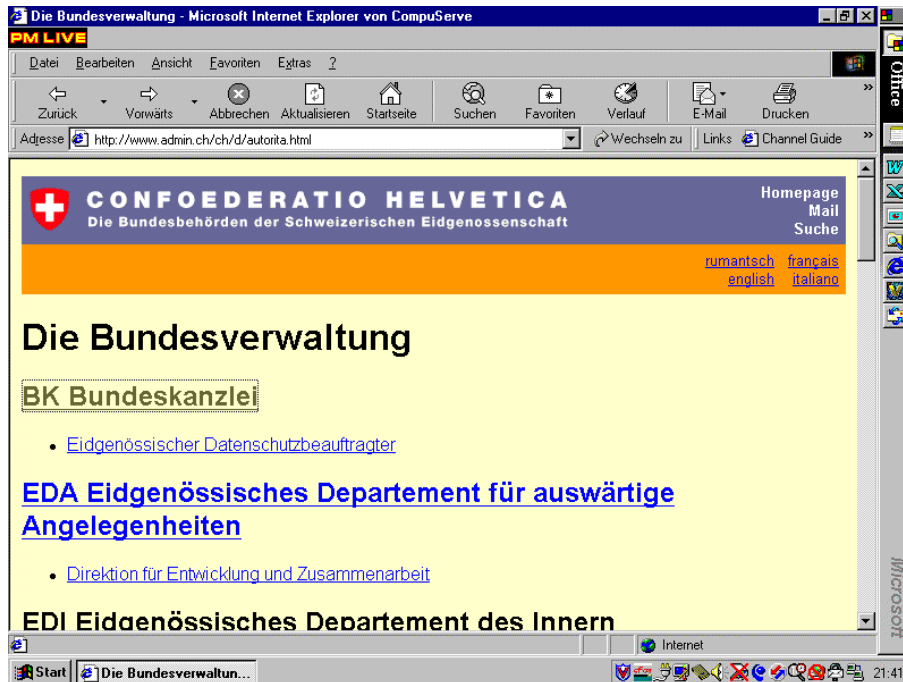 Die Bundesverwaltung - Microsoft Internet Explorer von CompuServe
PM LIVE
Datei Bearbeiten Ansicht Favoriten Extras ?
Zurück Vorwärts Abbrechen Aktualisieren Startseite Suchen Favoriten Verlauf E-Mail Drucken »
Adresse http://www.admin.ch/ch/d/autorita.html Wechseln zu Links Channel Guide »
Office
CONFOEDERATIO HELVETICA
Die Bundesbehörden der Schweizerischen Eidgenossenschaft
Homepage
Mail
Suche
rumantsch français
english italiano
Die Bundesverwaltung
BK Bundeskanzlei
• Eidgenössischer Datenschutzbeauftragter
EDA Eidgenössisches Departement für auswärtige
Angelegenheiten
• Direktion für Entwicklung und Zusammenarbeit
EDI Eidgenössisches Departement des Innern
Microsoft
Internet
Start Die Bundesverwaltun... 21:41